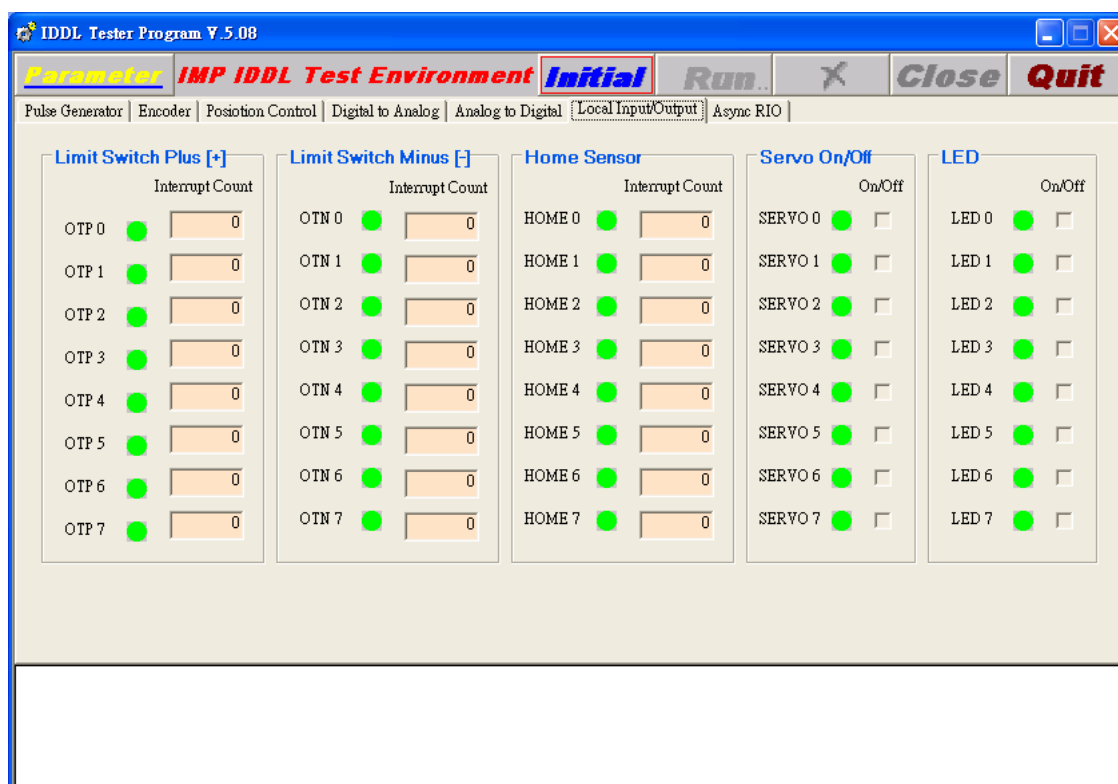 IDDL Tester Program V.5.08
Parameter IMP IDDL Test Environment Initial Run.. X Close Quit
Pulse Generator Encoder Posiotion Control Digital to Analog Analog to Digital Local Input/Output Async RIO
Limit Switch Plus [+] Limit Switch Minus [-] Home Sensor Servo On/Off LED
Interrupt Count Interrupt Count Interrupt Count On/Off On/Off
OTP 0 0 OTN 0 0 HOME 0 0 SERVO 0 LED 0
OTP 1 0 OTN 1 0 HOME 1 0 SERVO 1 LED 1
OTP 2 0 OTN 2 0 HOME 2 0 SERVO 2 LED 2
OTP 3 0 OTN 3 0 HOME 3 0 SERVO 3 LED 3
OTP 4 0 OTN 4 0 HOME 4 0 SERVO 4 LED 4
OTP 5 0 OTN 5 0 HOME 5 0 SERVO 5 LED 5
OTP 6 0 OTN 6 0 HOME 6 0 SERVO 6 LED 6
OTP 7 0 OTN 7 0 HOME 7 0 SERVO 7 LED 7